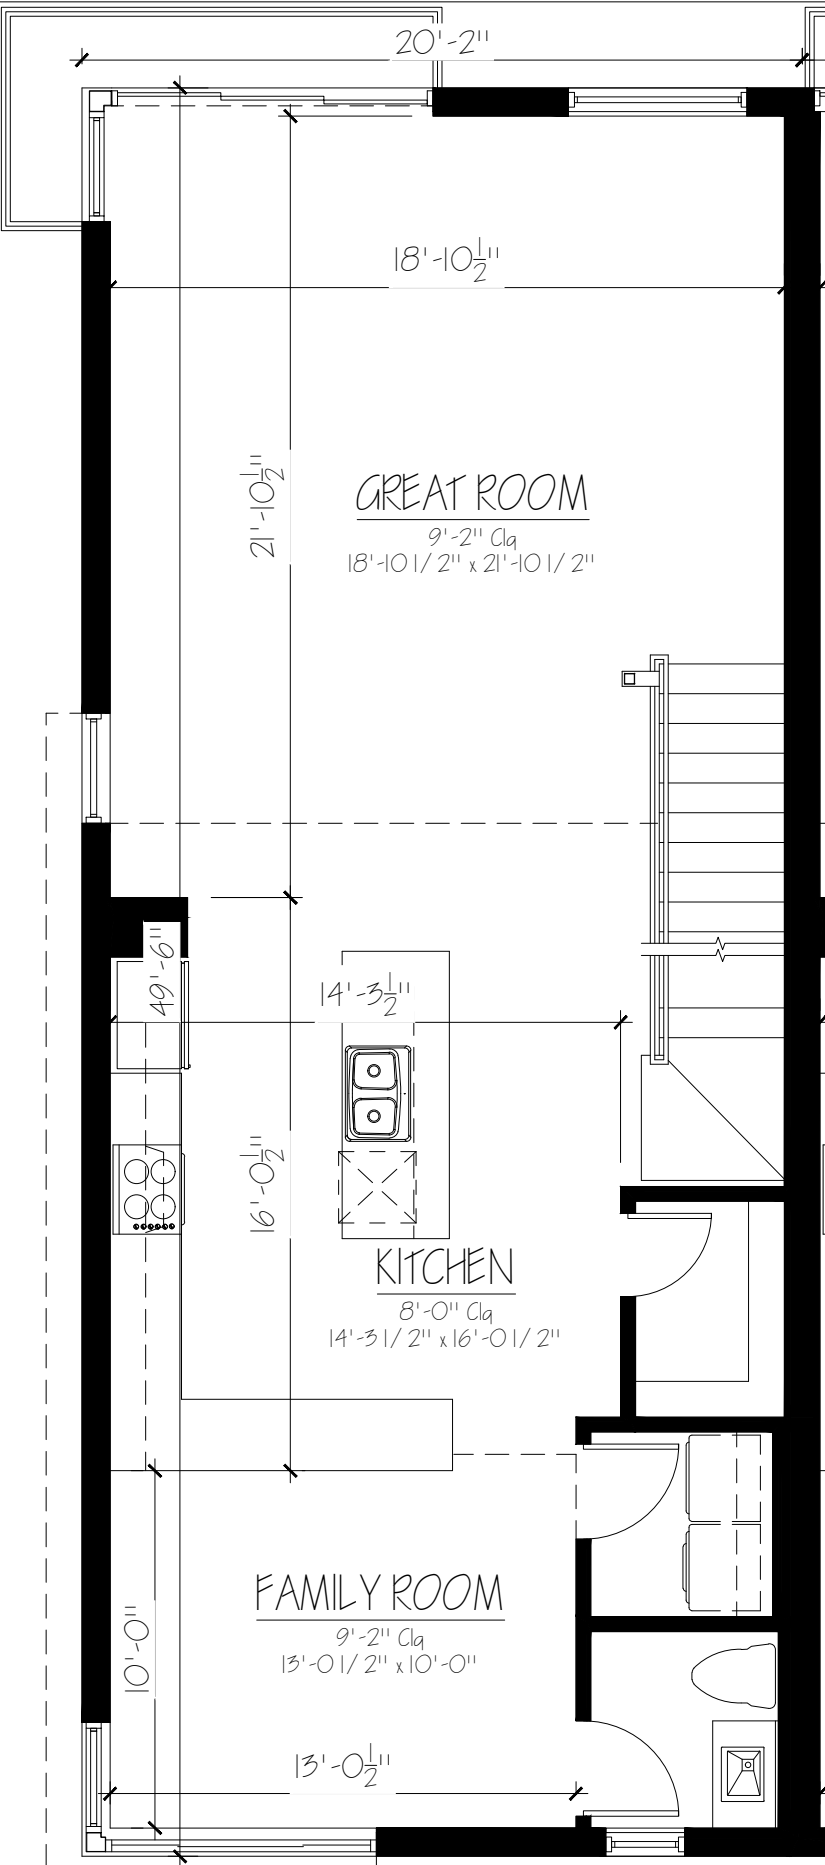 20'-2"
18'-10 1/2"
21'-10 1/2"
GREAT ROOM
9'-2" Clg
18'-10 1/2" x 21'-10 1/2"
49'-6"
14'-3 1/2"
16'-0 1/2"
KITCHEN
8'-0" Clg
14'-3 1/2" x 16'-0 1/2"
FAMILY ROOM
9'-2" Clg
13'-0 1/2" x 10'-0"
10'-0"
13'-0 1/2"